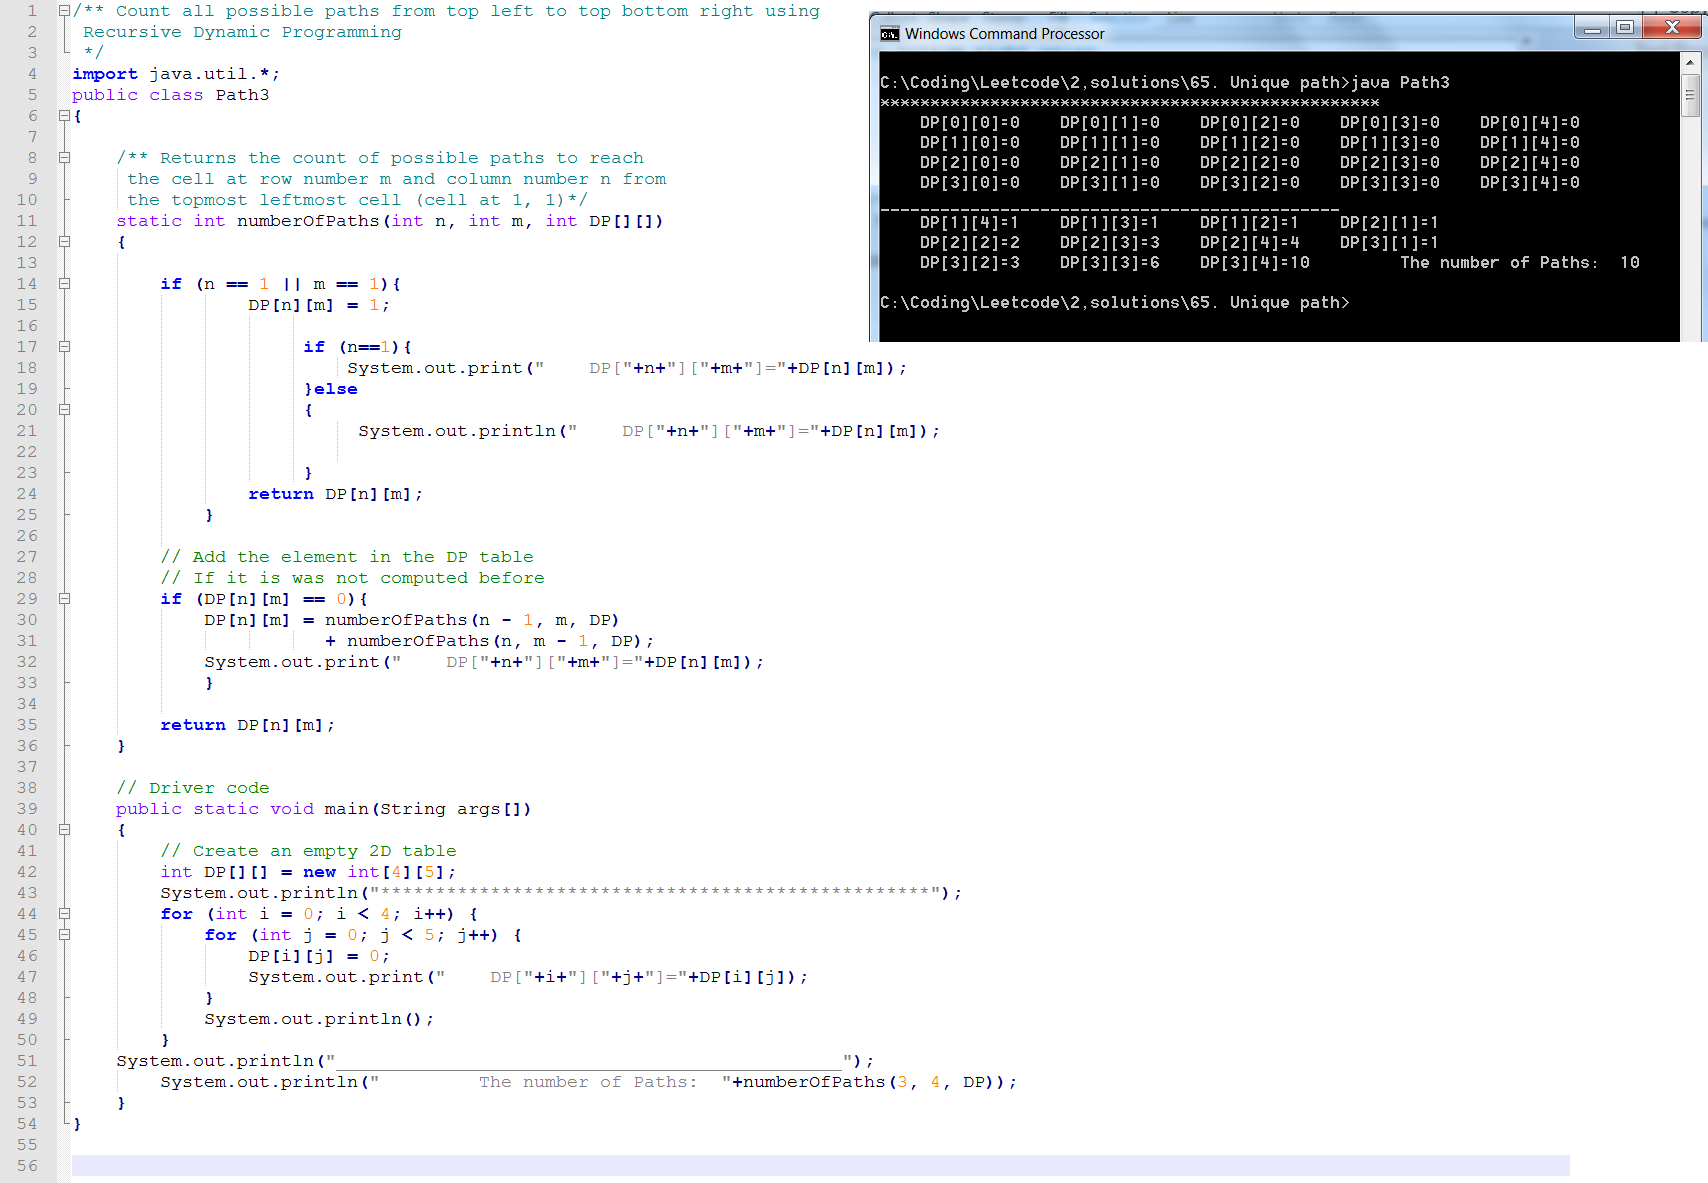 1 /** Count all possible paths from top left to top bottom right using
2 Recursive Dynamic Programming
3 */
4 import java.util.*;
5 public class Path3
6 {
7
8 /** Returns the count of possible paths to reach
9 the cell at row number m and column number n from
10 the topmost leftmost cell (cell at 1, 1)*/
11 static int numberOfPaths(int n, int m, int DP[][])
12 {
13
14 if (n == 1 || m == 1){
15 DP[n][m] = 1;
16
17 if (n==1){
18 System.out.print("    DP["+n+"]["+m+"]="+DP[n][m]);
19 }else
20 {
21 System.out.println("    DP["+n+"]["+m+"]="+DP[n][m]);
22
23 }
24 return DP[n][m];
25 }
26
27 // Add the element in the DP table
28 // If it is was not computed before
29 if (DP[n][m] == 0){
30 DP[n][m] = numberOfPaths(n - 1, m, DP)
31 + numberOfPaths(n, m - 1, DP);
32 System.out.print("    DP["+n+"]["+m+"]="+DP[n][m]);
33 }
34
35 return DP[n][m];
36 }
37
38 // Driver code
39 public static void main(String args[])
40 {
41 // Create an empty 2D table
42 int DP[][] = new int[4][5];
43 System.out.println("**************************************************");
44 for (int i = 0; i < 4; i++) {
45 for (int j = 0; j < 5; j++) {
46 DP[i][j] = 0;
47 System.out.print("    DP["+i+"]["+j+"]="+DP[i][j]);
48 }
49 System.out.println();
50 }
51 System.out.println("______________________________________________");
52 System.out.println("         The number of Paths:  "+numberOfPaths(3, 4, DP));
53 }
54 }
55
56
Windows Command Processor
C:\Coding\Leetcode\2,solutions\65. Unique path>java Path3
**************************************************
DP[0][0]=0    DP[0][1]=0    DP[0][2]=0    DP[0][3]=0    DP[0][4]=0
DP[1][0]=0    DP[1][1]=0    DP[1][2]=0    DP[1][3]=0    DP[1][4]=0
DP[2][0]=0    DP[2][1]=0    DP[2][2]=0    DP[2][3]=0    DP[2][4]=0
DP[3][0]=0    DP[3][1]=0    DP[3][2]=0    DP[3][3]=0    DP[3][4]=0
______________________________________________
DP[1][4]=1    DP[1][3]=1    DP[1][2]=1    DP[2][1]=1
DP[2][2]=2    DP[2][3]=3    DP[2][4]=4    DP[3][1]=1
DP[3][2]=3    DP[3][3]=6    DP[3][4]=10         The number of Paths:  10
C:\Coding\Leetcode\2,solutions\65. Unique path>